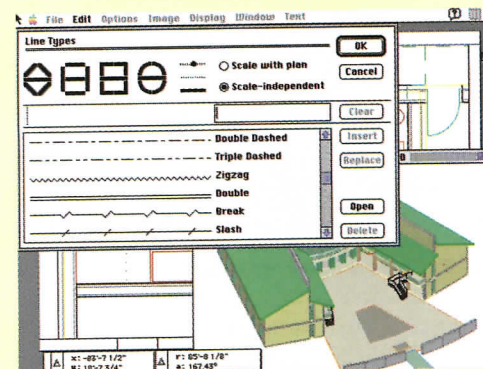 File Edit Options Image Display Window Text
Line Types
OK
Scale with plan
Cancel
Scale-independent
Clear
Double Dashed
Insert
Triple Dashed
Replace
Zigzag
Double
Break
Open
Slash
Delete
x: -83'-7 1/2"
r: 85'-8 1/8"
a: 167.43°